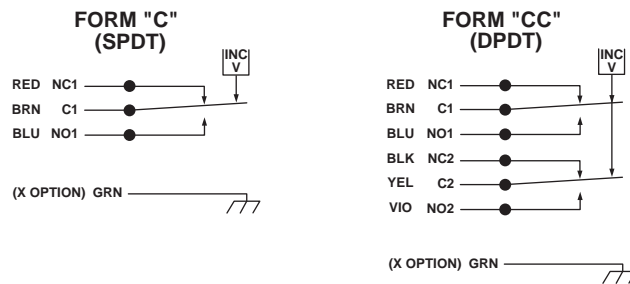 FORM "C"
(SPDT)
INC
V
RED NC1
BRN C1
BLU NO1
(X OPTION) GRN
FORM "CC"
(DPDT)
INC
V
RED NC1
BRN C1
BLU NO1
BLK NC2
YEL C2
VIO NO2
(X OPTION) GRN